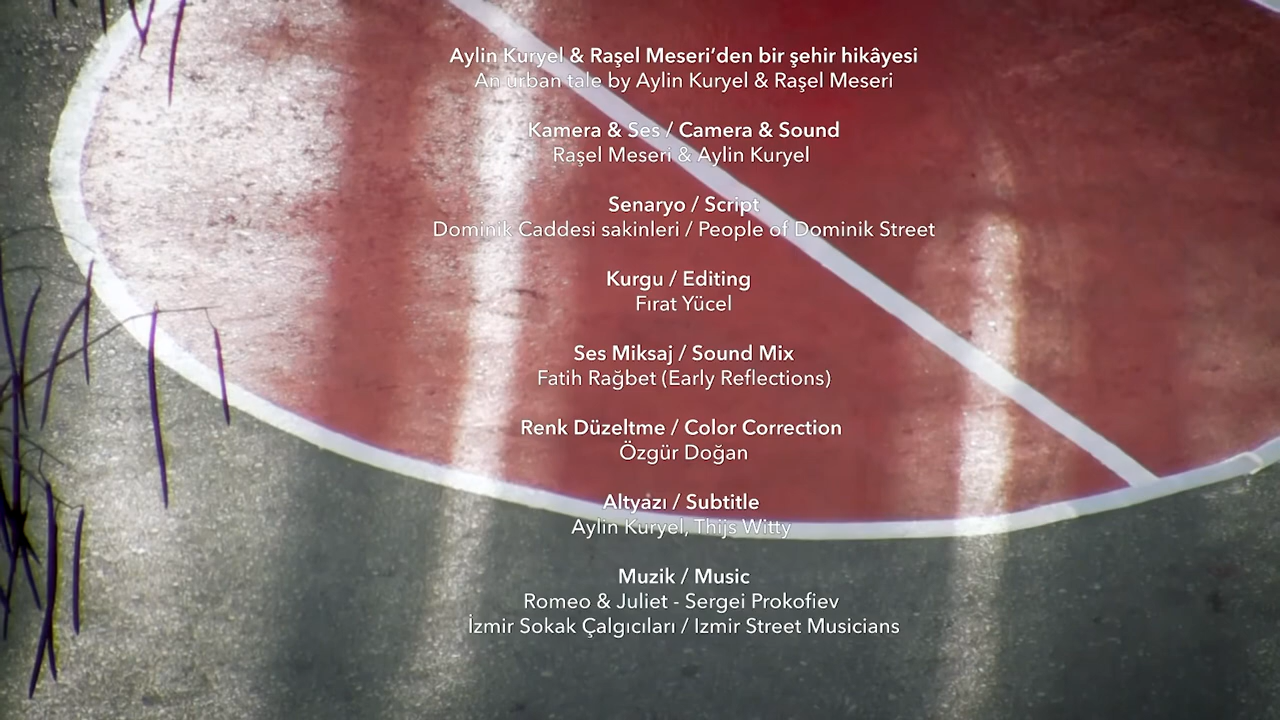 Aylin Kuryel & Raşel Meseri’den bir şehir hikâyesi
An urban tale by Aylin Kuryel & Raşel Meseri
Kamera & Ses / Camera & Sound
Raşel Meseri & Aylin Kuryel
Senaryo / Script
Dominik Caddesi sakinleri / People of Dominik Street
Kurgu / Editing
Fırat Yücel
Ses Miksaj / Sound Mix
Fatih Rağbet (Early Reflections)
Renk Düzeltme / Color Correction
Özgür Doğan
Altyazı / Subtitle
Aylin Kuryel, Thijs Witty
Muzik / Music
Romeo & Juliet - Sergei Prokofiev
İzmir Sokak Çalgıcıları / Izmir Street Musicians